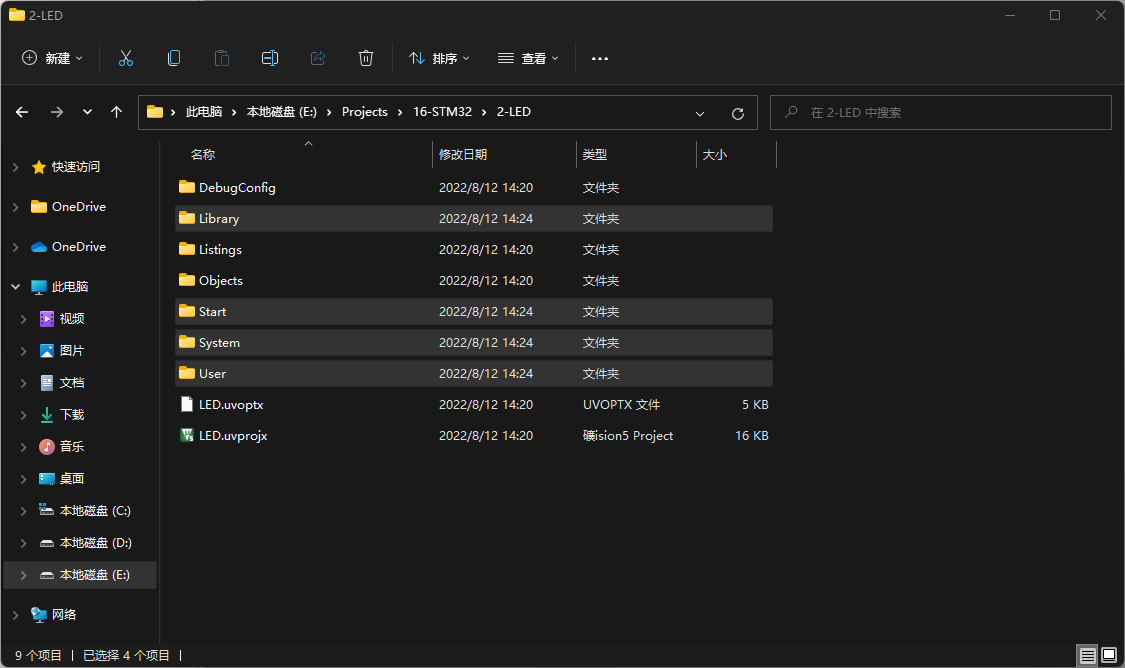 2-LED
新建 排序 查看
此电脑 本地磁盘 (E:) Projects 16-STM32 2-LED 在 2-LED 中搜索
名称 修改日期 类型 大小
快速访问
OneDrive
OneDrive
此电脑
视频
图片
文档
下载
音乐
桌面
本地磁盘 (C:)
本地磁盘 (D:)
本地磁盘 (E:)
网络
DebugConfig 2022/8/12 14:20 文件夹
Library 2022/8/12 14:24 文件夹
Listings 2022/8/12 14:20 文件夹
Objects 2022/8/12 14:20 文件夹
Start 2022/8/12 14:24 文件夹
System 2022/8/12 14:24 文件夹
User 2022/8/12 14:24 文件夹
LED.uvoptx 2022/8/12 14:20 UVOPTX 文件 5 KB
LED.uvprojx 2022/8/12 14:20 礦ision5 Project 16 KB
9 个项目 已选择 4 个项目